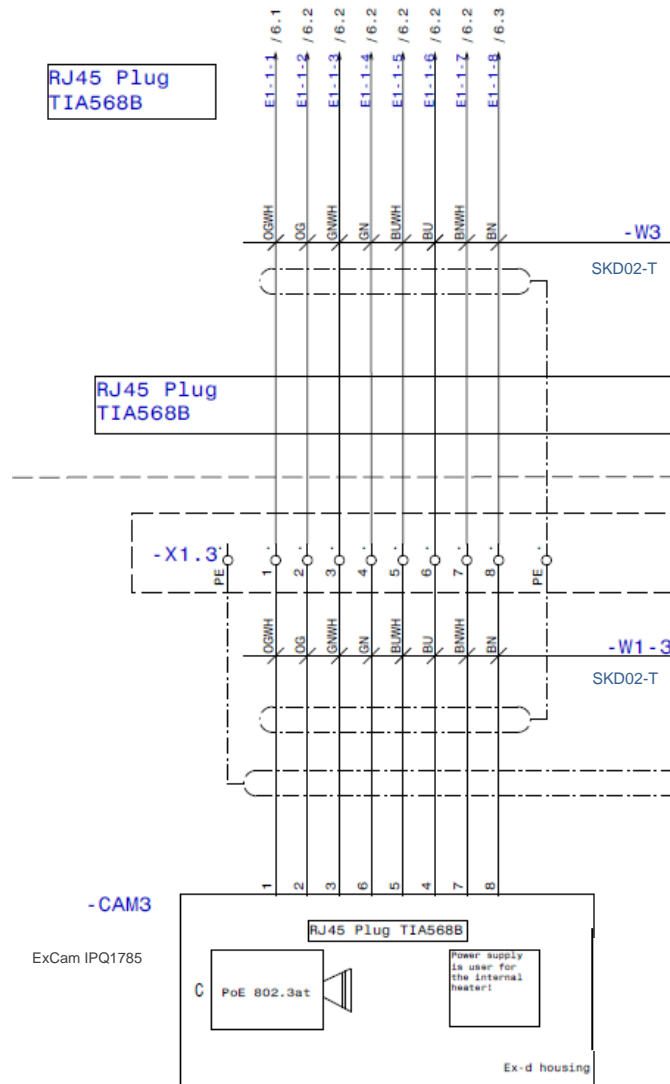 /6.1
/6.2
/6.2
/6.2
/6.2
/6.2
/6.2
/6.3
E1-1-1
E1-1-2
E1-1-3
E1-1-4
E1-1-5
E1-1-6
E1-1-7
E1-1-8
RJ45 Plug
TIA568B
OGWH
OG
GNWH
GN
BUWH
BU
BNWH
BN
-W3
SKD02-T
RJ45 Plug
TIA568B
-X1.3
PE
1
2
3
4
5
6
7
8
PE
OGWH
OG
GNWH
GN
BUWH
BU
BNWH
BN
-W1-3
SKD02-T
1
2
3
6
5
4
7
8
-CAM3
RJ45 Plug TIA568B
ExCam IPQ1785
C
PoE 802.3at
Power supply
is user for
the internal
heater!
Ex-d housing